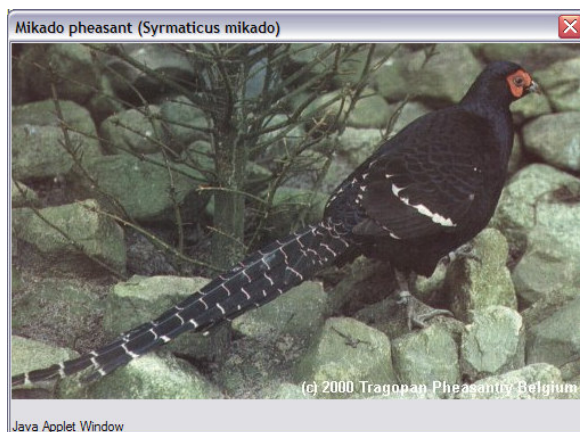 Mikado pheasant (Syrmaticus mikado)
(c) 2000 Tragopan Pheasantry Belgium
Java Applet Window